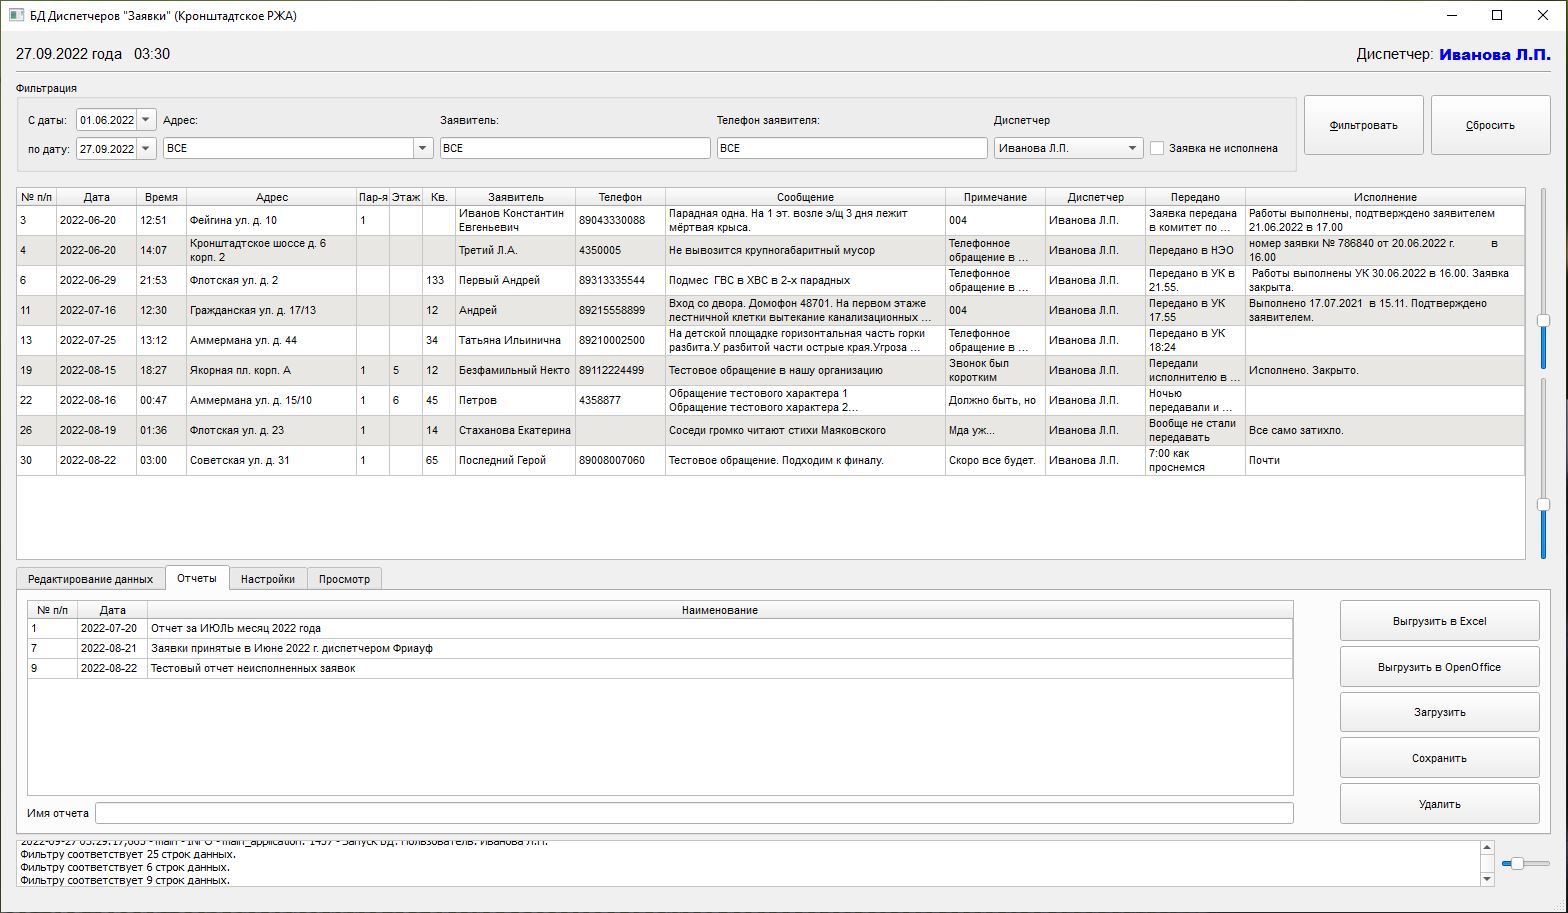 БД Диспетчеров "Заявки" (Кронштадтское РЖА)
27.09.2022 года 03:30
Диспетчер: Иванова Л.П.
Фильтрация
С даты: 01.06.2022 Адрес: Заявитель: Телефон заявителя: Диспетчер
по дату: 27.09.2022 ВСЕ ВСЕ ВСЕ Иванова Л.П. Заявка не исполнена
Фильтровать Сбросить
№ п/п Дата Время Адрес Пар-я Этаж Кв. Заявитель Телефон Сообщение Примечание Диспетчер Передано Исполнение
3 2022-06-20 12:51 Фейгина ул. д. 10 1 Иванов Константин 89043330088 Парадная одна. На 1 эт. возле э/щ 3 дня лежит 004 Иванова Л.П. Заявка передана Работы выполнены, подтверждено заявителем
Евгеньевич мёртвая крыса. в комитет по ... 21.06.2022 в 17.00
4 2022-06-20 14:07 Кронштадтское шоссе д. 6 Третий Л.А. 4350005 Не вывозится крупногабаритный мусор Телефонное Иванова Л.П. Передано в НЭО номер заявки № 786840 от 20.06.2022 г. в
корп. 2 обращение в ... 16.00
6 2022-06-29 21:53 Флотская ул. д. 2 133 Первый Андрей 89313335544 Подмес ГВС в ХВС в 2-х парадных Телефонное Иванова Л.П. Передано в УК в Работы выполнены УК 30.06.2022 в 16.00. Заявка
обращение в ... 21.55. закрыта.
11 2022-07-16 12:30 Гражданская ул. д. 17/13 12 Андрей 89215558899 Вход со двора. Домофон 48701. На первом этаже 004 Иванова Л.П. Передано в УК Выполнено 17.07.2021 в 15.11. Подтверждено
лестничной клетки вытекание канализационных ... 17.55 заявителем.
13 2022-07-25 13:12 Аммермана ул. д. 44 34 Татьяна Ильинична 89210002500 На детской площадке горизонтальная часть горки Телефонное Иванова Л.П. Передано в УК
разбита.У разбитой части острые края.Угроза ... обращение в ... 18:24
19 2022-08-15 18:27 Якорная пл. корп. А 1 5 12 Безфамильный Некто 89112224499 Тестовое обращение в нашу организацию Звонок был Иванова Л.П. Передали Исполнено. Закрыто.
коротким исполнителю в ...
22 2022-08-16 00:47 Аммермана ул. д. 15/10 1 6 45 Петров 4358877 Обращение тестового характера 1 Должно быть, но Иванова Л.П. Ночью
Обращение тестового характера 2... передавали и ...
26 2022-08-19 01:36 Флотская ул. д. 23 1 14 Стаханова Екатерина Соседи громко читают стихи Маяковского Мда уж... Иванова Л.П. Вообще не стали Все само затихло.
передавать
30 2022-08-22 03:00 Советская ул. д. 31 1 65 Последний Герой 89008007060 Тестовое обращение. Подходим к финалу. Скоро все будет. Иванова Л.П. 7:00 как Почти
проснемся
Редактирование данных Отчеты Настройки Просмотр
№ п/п Дата Наименование
1 2022-07-20 Отчет за ИЮЛЬ месяц 2022 года
7 2022-08-21 Заявки принятые в Июне 2022 г. диспетчером Фриауф
9 2022-08-22 Тестовый отчет неисполненных заявок
Выгрузить в Excel
Выгрузить в OpenOffice
Загрузить
Сохранить
Удалить
Имя отчета
2022-09-27 - main - INFO - main_application: 1437 - Запуск БД. Пользователь: Иванова Л.П.
Фильтру соответствует 25 строк данных.
Фильтру соответствует 6 строк данных.
Фильтру соответствует 9 строк данных.